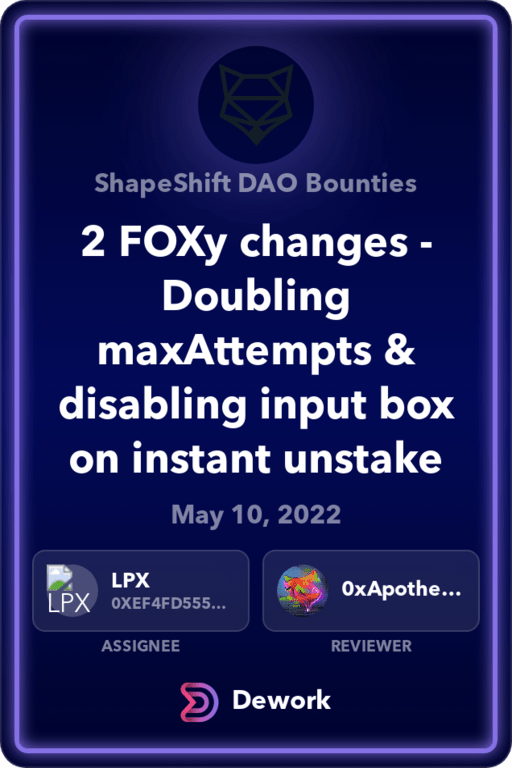 ShapeShift DAO Bounties
2 FOXy changes -
Doubling
maxAttempts &
disabling input box
on instant unstake
May 10, 2022
LPX
LPX
0XEF4FD555...
0xApothe...
ASSIGNEE
REVIEWER
Dework